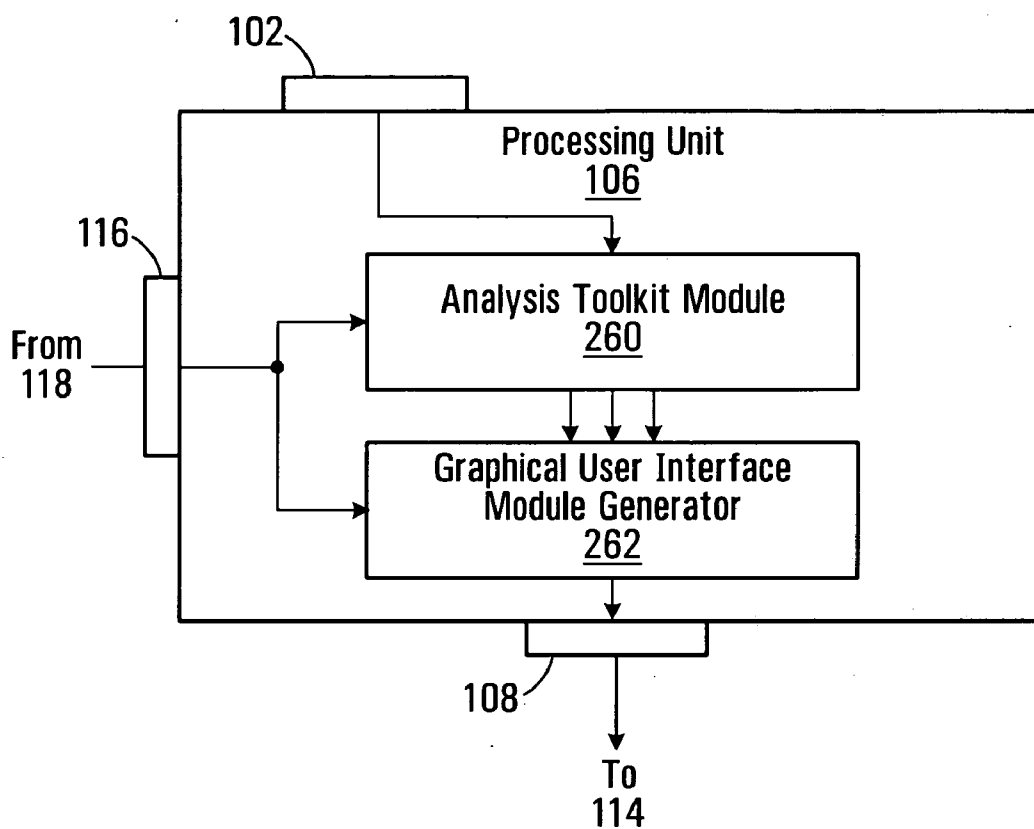 102
Processing Unit
106
116
Analysis Toolkit Module
260
From
118
Graphical User Interface
Module Generator
262
108
To
114